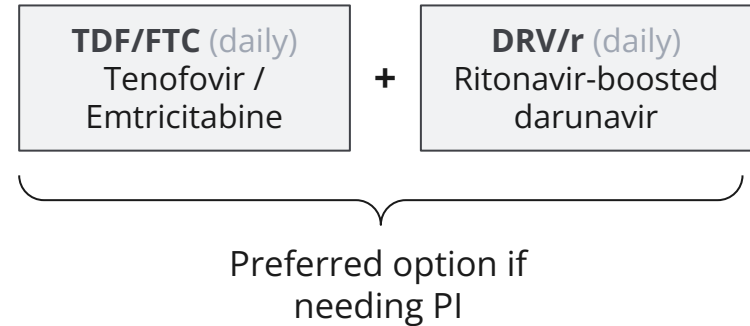 TDF/FTC (daily)
Tenofovir /
Emtricitabine
+
DRV/r (daily)
Ritonavir-boosted
darunavir
Preferred option if
needing PI